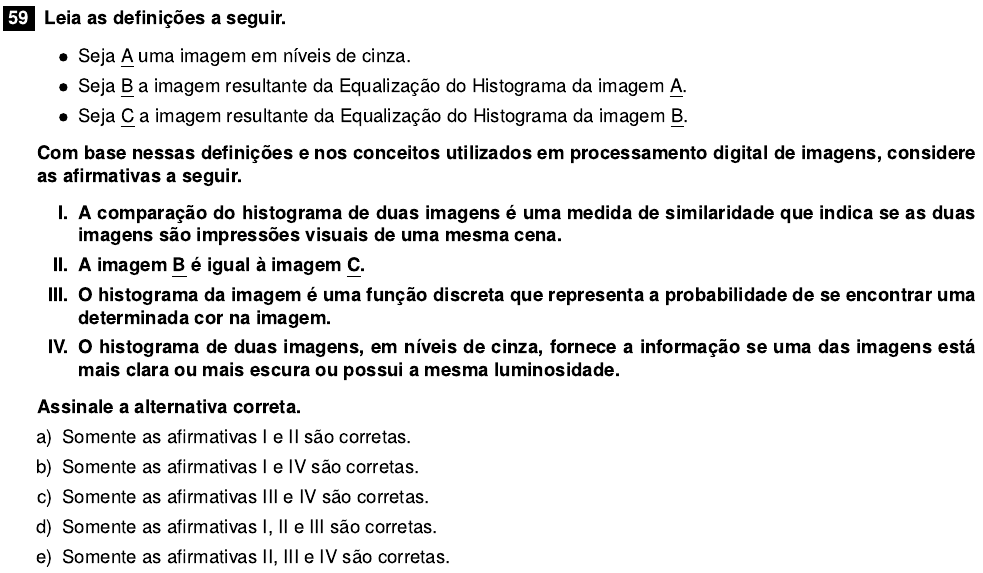 59 Leia as definições a seguir.
• Seja A uma imagem em níveis de cinza.
• Seja B a imagem resultante da Equalização do Histograma da imagem A.
• Seja C a imagem resultante da Equalização do Histograma da imagem B.
Com base nessas definições e nos conceitos utilizados em processamento digital de imagens, considere
as afirmativas a seguir.
I. A comparação do histograma de duas imagens é uma medida de similaridade que indica se as duas
imagens são impressões visuais de uma mesma cena.
II. A imagem B é igual à imagem C.
III. O histograma da imagem é uma função discreta que representa a probabilidade de se encontrar uma
determinada cor na imagem.
IV. O histograma de duas imagens, em níveis de cinza, fornece a informação se uma das imagens está
mais clara ou mais escura ou possui a mesma luminosidade.
Assinale a alternativa correta.
a) Somente as afirmativas I e II são corretas.
b) Somente as afirmativas I e IV são corretas.
c) Somente as afirmativas III e IV são corretas.
d) Somente as afirmativas I, II e III são corretas.
e) Somente as afirmativas II, III e IV são corretas.